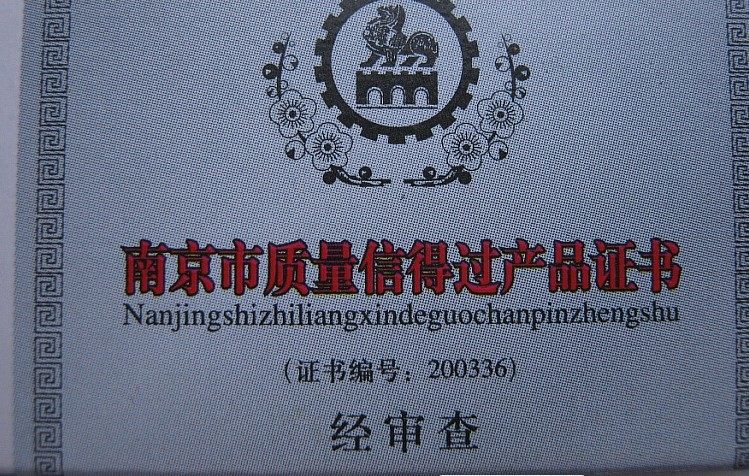 南京市质量信得过产品证书
Nanjingshizhiliangxindeguochanpinzhengshu
(证书编号：200336)
经审查